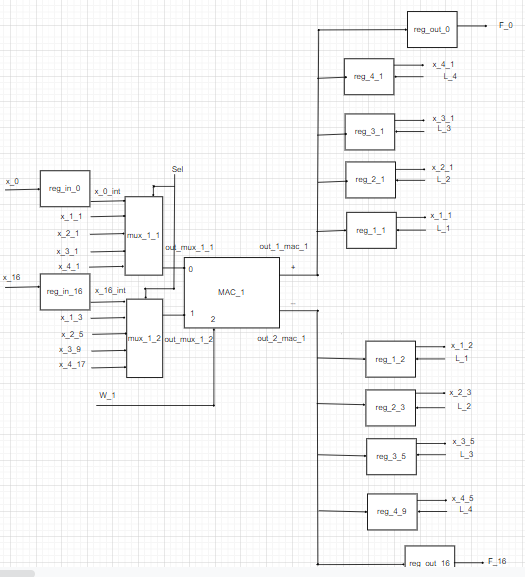 reg_out_0
F_0
x_4_1
reg_4_1
L_4
x_3_1
reg_3_1
L_3
x_2_1
reg_2_1
L_2
x_1_1
reg_1_1
L_1
Sel
x_0
reg_in_0
x_0_int
x_1_1
x_2_1
mux_1_1
x_3_1
x_4_1
out_mux_1_1
out_1_mac_1
+
0
x_16
reg_in_16
x_16_int
MAC_1
_
x_1_3
1
2
x_2_5
mux_1_2
out_mux_1_2
out_2_mac_1
x_3_9
x_4_17
W_1
x_1_2
reg_1_2
L_1
x_2_3
reg_2_3
L_2
x_3_5
reg_3_5
L_3
x_4_5
reg_4_9
L_4
reg_out_16
F_16